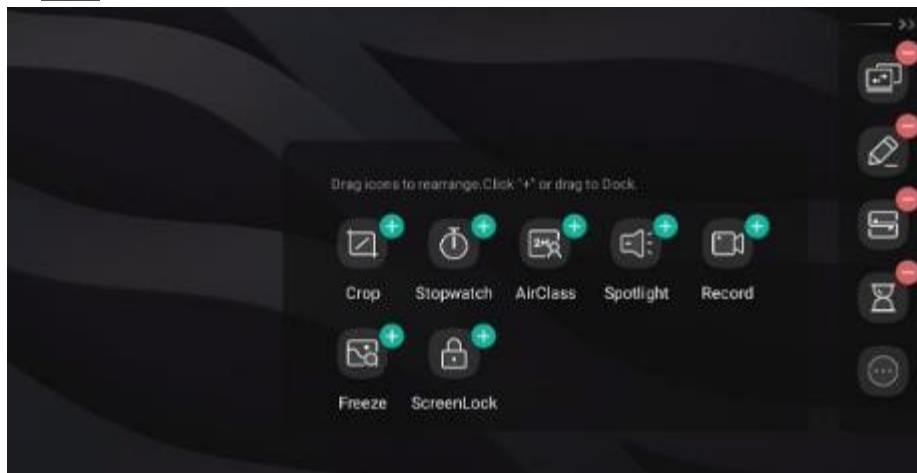 Drag icons to rearrange.Click "+" or drag to Dock.
Crop Stopwatch AirClass Spotlight Record
Freeze ScreenLock